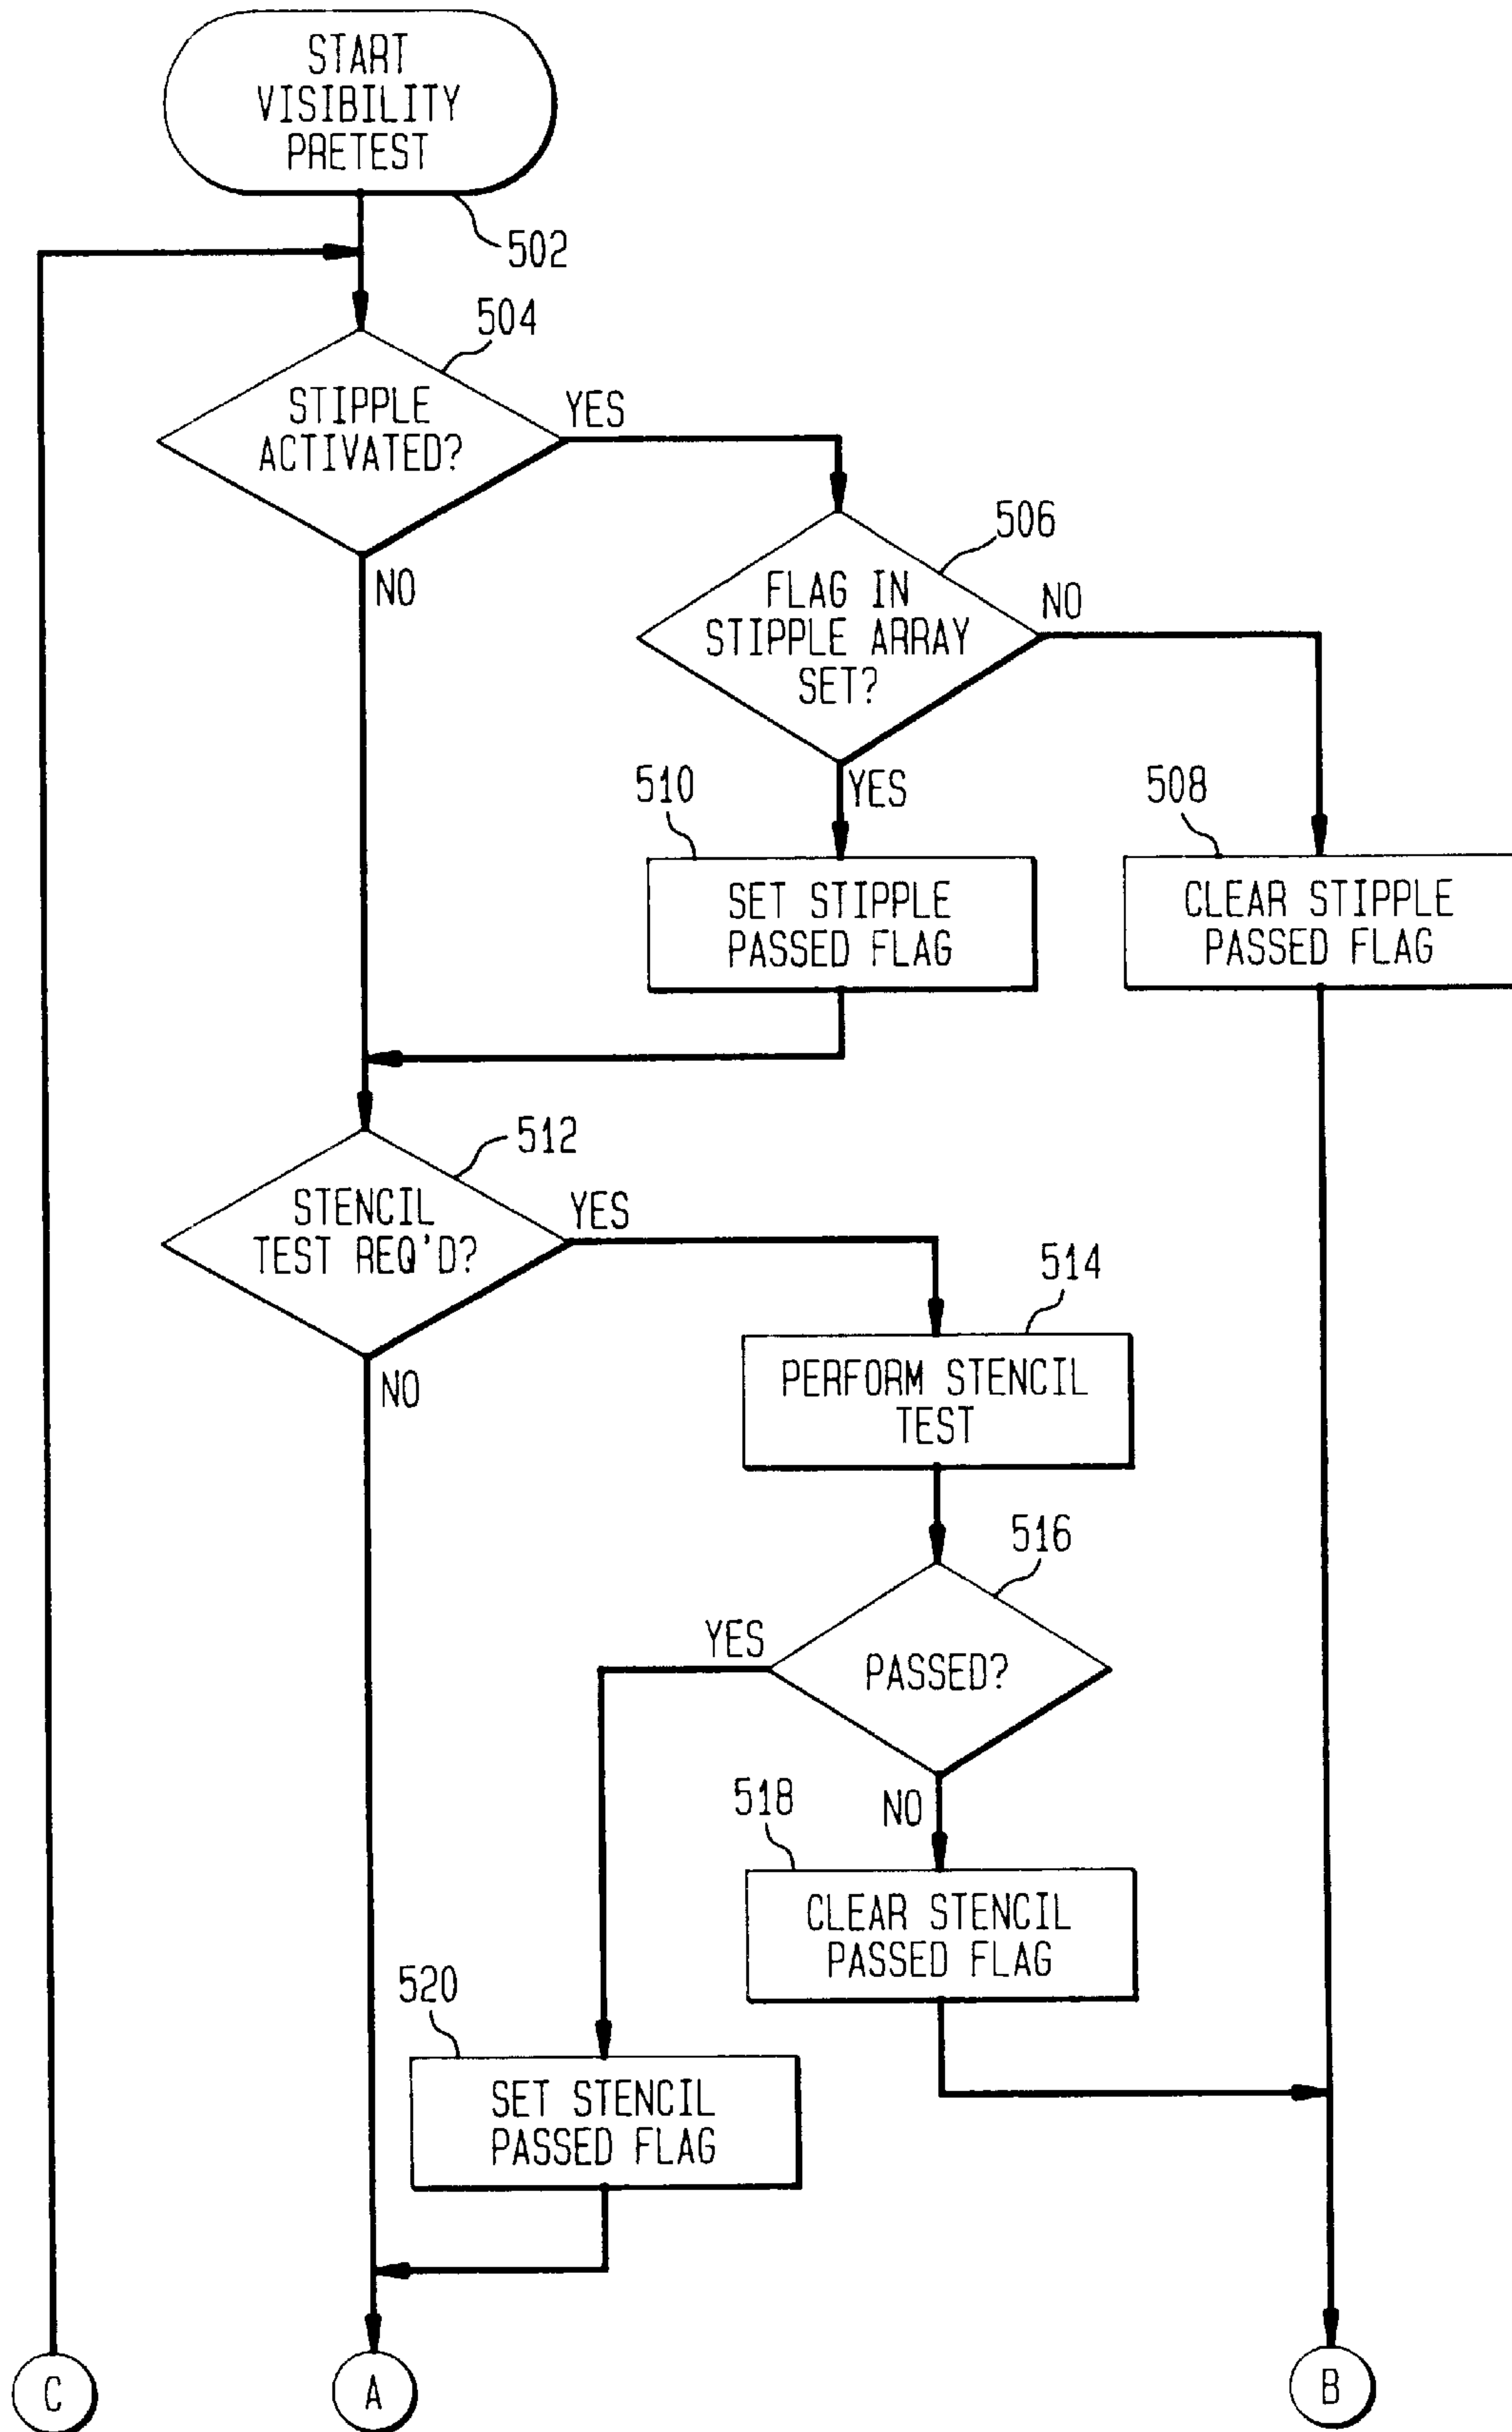 START
VISIBILITY
PRETEST
502
504
STIPPLE
ACTIVATED?
YES
NO
506
FLAG IN
STIPPLE ARRAY
SET?
NO
YES
510
SET STIPPLE
PASSED FLAG
508
CLEAR STIPPLE
PASSED FLAG
512
STENCIL
TEST REQ'D?
YES
NO
514
PERFORM STENCIL
TEST
516
PASSED?
YES
NO
518
CLEAR STENCIL
PASSED FLAG
520
SET STENCIL
PASSED FLAG
C
A
B